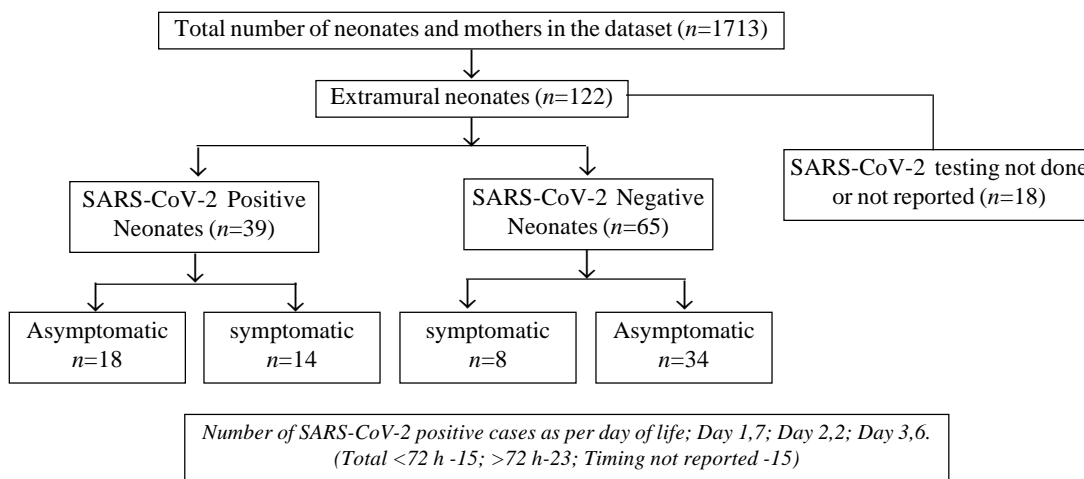 Total number of neonates and mothers in the dataset (n=1713)
Extramural neonates (n=122)
SARS-CoV-2 testing not done
or not reported (n=18)
SARS-CoV-2 Positive
Neonates (n=39)
SARS-CoV-2 Negative
Neonates (n=65)
Asymptomatic
n=18
symptomatic
n=14
symptomatic
n=8
Asymptomatic
n=34
Number of SARS-CoV-2 positive cases as per day of life; Day 1,7; Day 2,2; Day 3,6.
(Total <72 h -15; >72 h-23; Timing not reported -15)